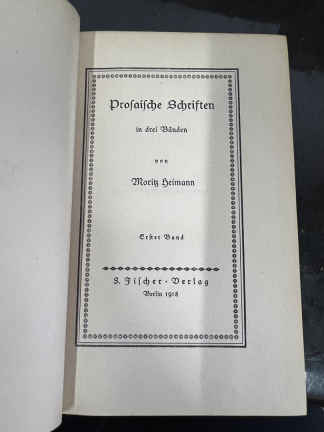 Prosaische Schriften
in drei Bänden
von
Moritz Heimann
Erster Band
S. Fischer · Verlag
Berlin 1918